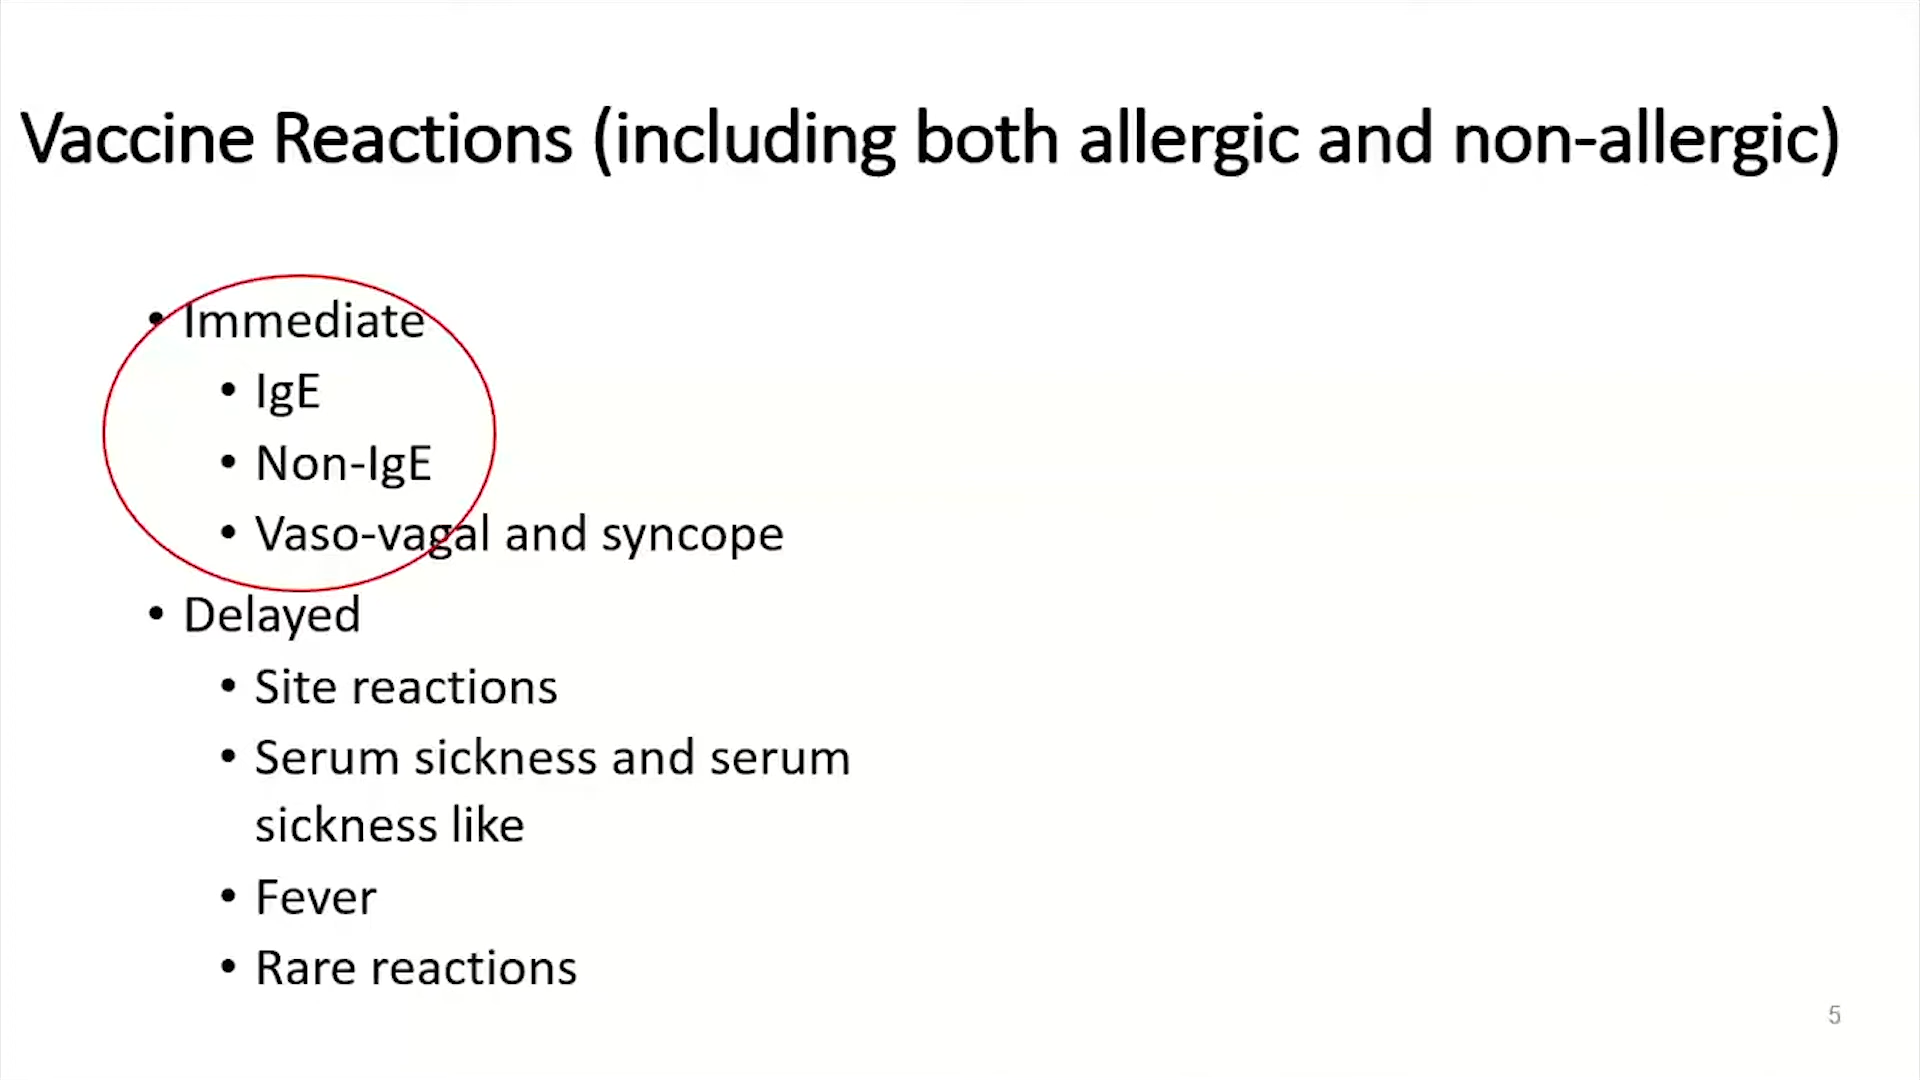 Vaccine Reactions (including both allergic and non-allergic)
• Immediate
• IgE
• Non-IgE
• Vaso-vagal and syncope
• Delayed
• Site reactions
• Serum sickness and serum
sickness like
• Fever
• Rare reactions
5